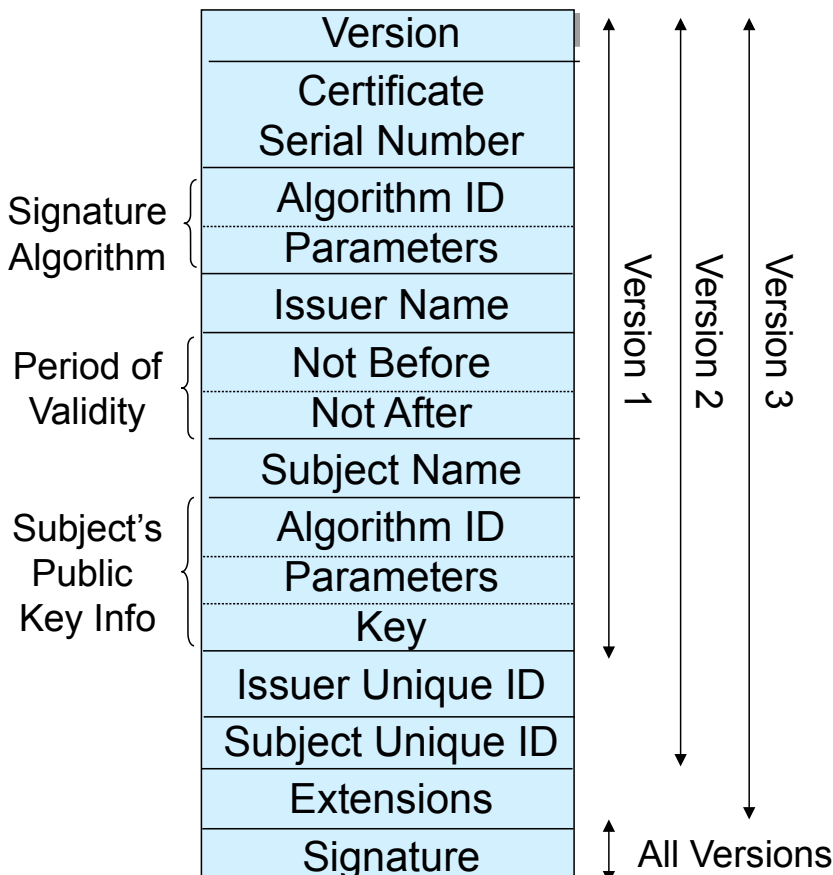 Version
Certificate
Serial Number
Signature
Algorithm
Algorithm ID
Parameters
Issuer Name
Period of
Validity
Not Before
Not After
Subject Name
Subject’s
Public
Key Info
Algorithm ID
Parameters
Key
Issuer Unique ID
Subject Unique ID
Extensions
Signature
Version 1
Version 2
Version 3
All Versions